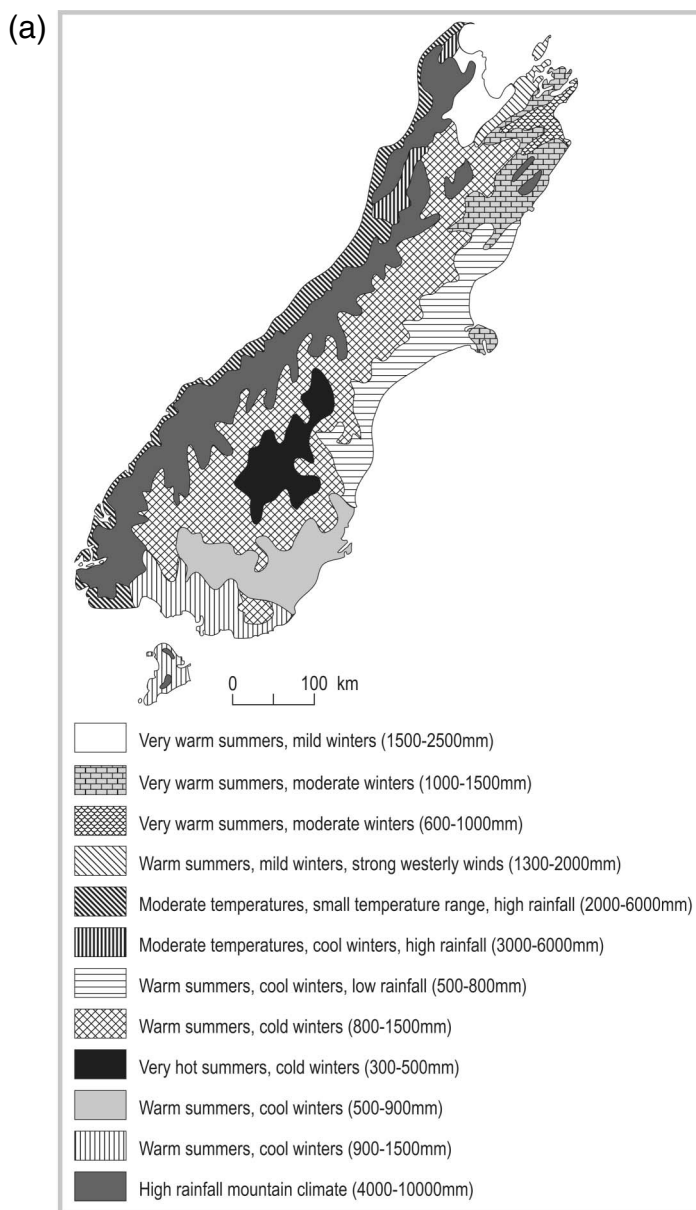 (a)
0 100 km
Very warm summers, mild winters (1500-2500mm)
Very warm summers, moderate winters (1000-1500mm)
Very warm summers, moderate winters (600-1000mm)
Warm summers, mild winters, strong westerly winds (1300-2000mm)
Moderate temperatures, small temperature range, high rainfall (2000-6000mm)
Moderate temperatures, cool winters, high rainfall (3000-6000mm)
Warm summers, cool winters, low rainfall (500-800mm)
Warm summers, cold winters (800-1500mm)
Very hot summers, cold winters (300-500mm)
Warm summers, cool winters (500-900mm)
Warm summers, cool winters (900-1500mm)
High rainfall mountain climate (4000-10000mm)